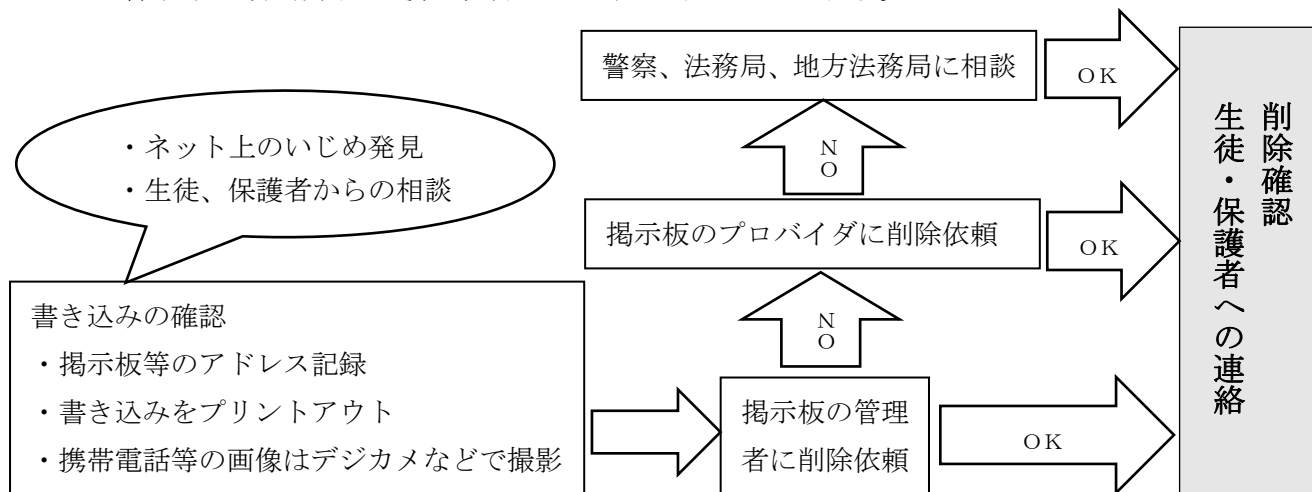 ・ネット上のいじめ発見
・生徒、保護者からの相談
書き込みの確認
・掲示板等のアドレス記録
・書き込みをプリントアウト
・携帯電話等の画像はデジカメなどで撮影
掲示板の管理
者に削除依頼
OK
NO
掲示板のプロバイダに削除依頼
OK
NO
警察、法務局、地方法務局に相談
OK
削除確認
生徒・保護者への連絡